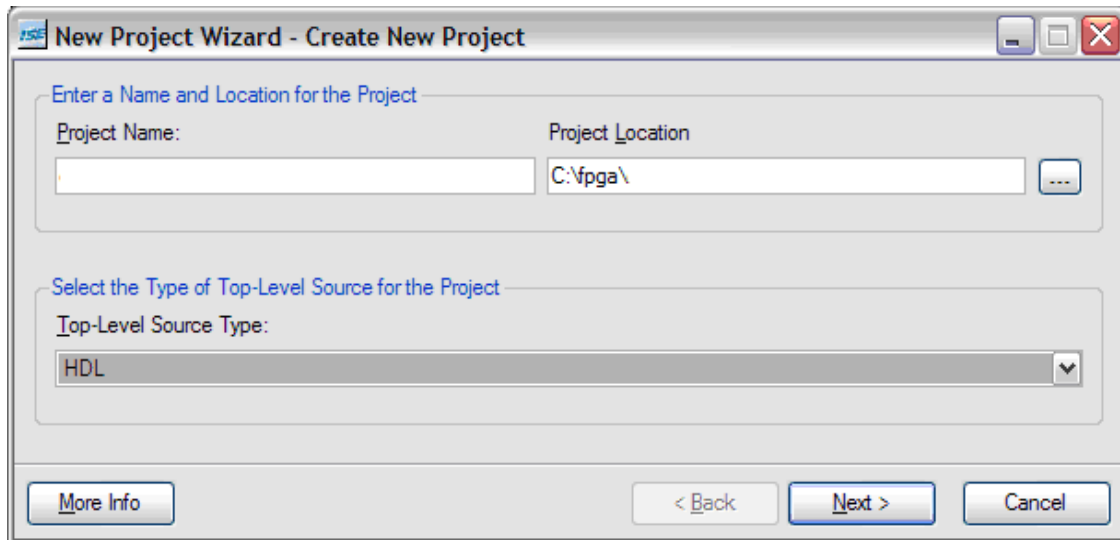 ISE New Project Wizard - Create New Project
Enter a Name and Location for the Project
Project Name: Project Location
C:\fpga\ ...
Select the Type of Top-Level Source for the Project
Top-Level Source Type:
HDL
More Info < Back Next > Cancel